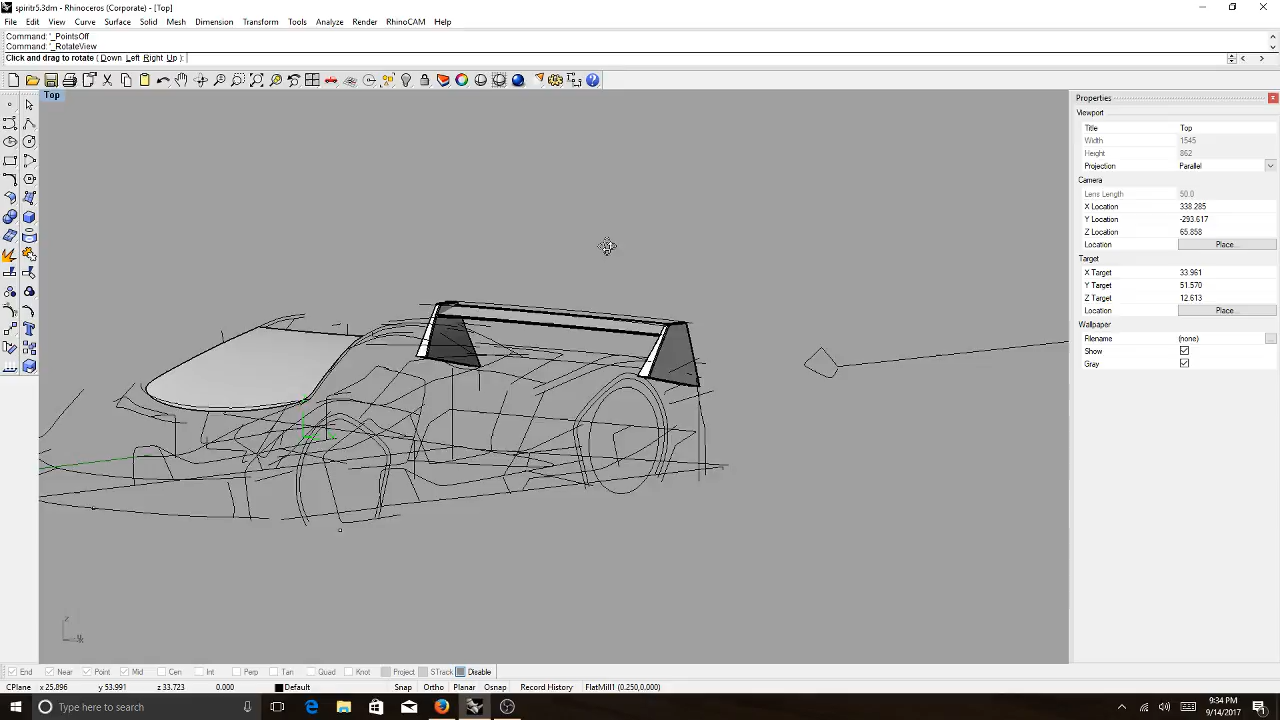 spiritr5.3dm - Rhinoceros (Corporate) - [Top]
File Edit View Curve Surface Solid Mesh Dimension Transform Tools Analyze Render RhinoCAM Help
Command: '_PointsOff
Command: '_RotateView
Click and drag to rotate ( Down Left Right Up ):
Top
Properties
Viewport
Title Top
Width 1545
Height 862
Projection Parallel
Camera
Lens Length 50.0
X Location 338.285
Y Location -293.617
Z Location 65.858
Location Place...
Target
X Target 33.961
Y Target 51.570
Z Target 12.613
Location Place...
Wallpaper
Filename (none) ...
Show
Gray
z
End Near Point Mid Cen Int Perp Tan Quad Knot Project STrack Disable
CPlane x 25.896 y 53.991 z 33.723 0.000 Default Snap Ortho Planar Osnap Record History FlatMill1 (0.250,0.000)
Type here to search
9:34 PM
9/14/2017